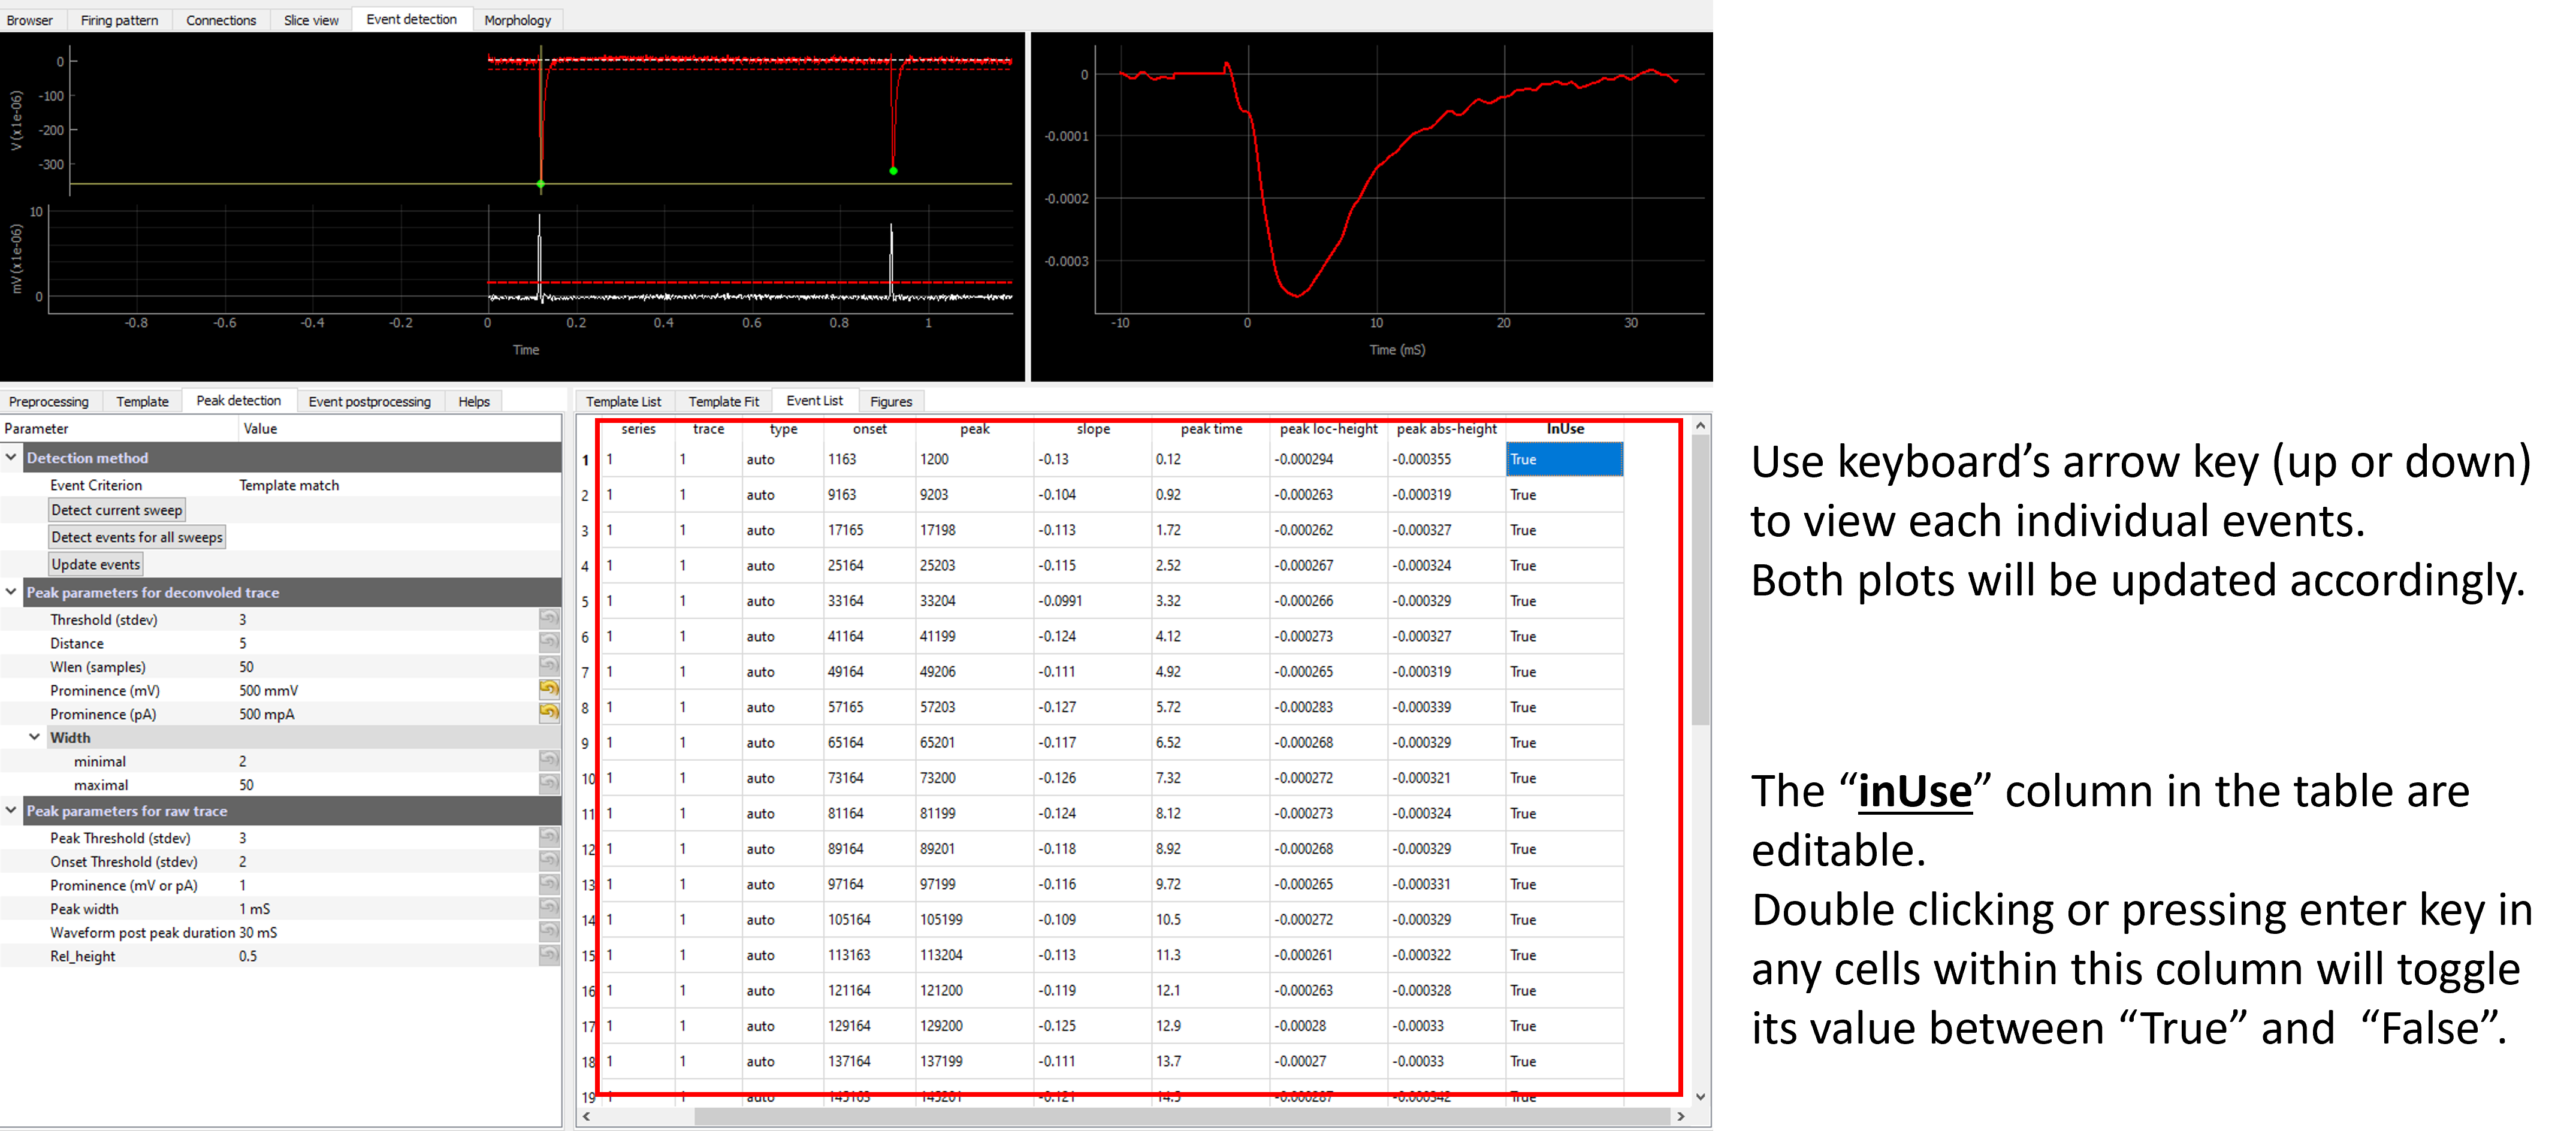 Browser Firing pattern Connections Slice view Event detection Morphology
0
-100
-200
-300
V (x1e-06)
10
0
mV (x1e-06)
-0.8 -0.6 -0.4 -0.2 0 0.2 0.4 0.6 0.8 1
Time
0
-0.0001
-0.0002
-0.0003
-10 0 10 20 30
Time (mS)
Preprocessing Template Peak detection Event postprocessing Helps
Parameter Value
Detection method
Event Criterion Template match
Detect current sweep
Detect events for all sweeps
Update events
Peak parameters for deconvoled trace
Threshold (stdev) 3
Distance 5
Wlen (samples) 50
Prominence (mV) 500 mmV
Prominence (pA) 500 mpA
Width
minimal 2
maximal 50
Peak parameters for raw trace
Peak Threshold (stdev) 3
Onset Threshold (stdev) 2
Prominence (mV or pA) 1
Peak width 1 mS
Waveform post peak duration 30 mS
Rel_height 0.5
Template List Template Fit Event List Figures
series trace type onset peak slope peak time peak loc-height peak abs-height InUse
1 1 1 auto 1163 1200 -0.13 0.12 -0.000294 -0.000355 True
2 1 1 auto 9163 9203 -0.104 0.92 -0.000263 -0.000319 True
3 1 1 auto 17165 17198 -0.113 1.72 -0.000262 -0.000327 True
4 1 1 auto 25164 25203 -0.115 2.52 -0.000267 -0.000324 True
5 1 1 auto 33164 33204 -0.0991 3.32 -0.000266 -0.000329 True
6 1 1 auto 41164 41199 -0.124 4.12 -0.000273 -0.000327 True
7 1 1 auto 49164 49206 -0.111 4.92 -0.000265 -0.000319 True
8 1 1 auto 57165 57203 -0.127 5.72 -0.000283 -0.000339 True
9 1 1 auto 65164 65201 -0.117 6.52 -0.000268 -0.000329 True
10 1 1 auto 73164 73200 -0.126 7.32 -0.000272 -0.000321 True
11 1 1 auto 81164 81199 -0.124 8.12 -0.000273 -0.000324 True
12 1 1 auto 89164 89201 -0.118 8.92 -0.000268 -0.000329 True
13 1 1 auto 97164 97199 -0.116 9.72 -0.000265 -0.000331 True
14 1 1 auto 105164 105199 -0.109 10.5 -0.000272 -0.000329 True
15 1 1 auto 113163 113204 -0.113 11.3 -0.000261 -0.000322 True
16 1 1 auto 121164 121200 -0.119 12.1 -0.000263 -0.000328 True
17 1 1 auto 129164 129200 -0.125 12.9 -0.00028 -0.00033 True
18 1 1 auto 137164 137199 -0.111 13.7 -0.00027 -0.00033 True
19 1 1 auto 145163 145201 -0.121 14.5 -0.000287 -0.000342 True
Use keyboard’s arrow key (up or down)
to view each individual events.
Both plots will be updated accordingly.
The “inUse” column in the table are
editable.
Double clicking or pressing enter key in
any cells within this column will toggle
its value between “True” and “False”.